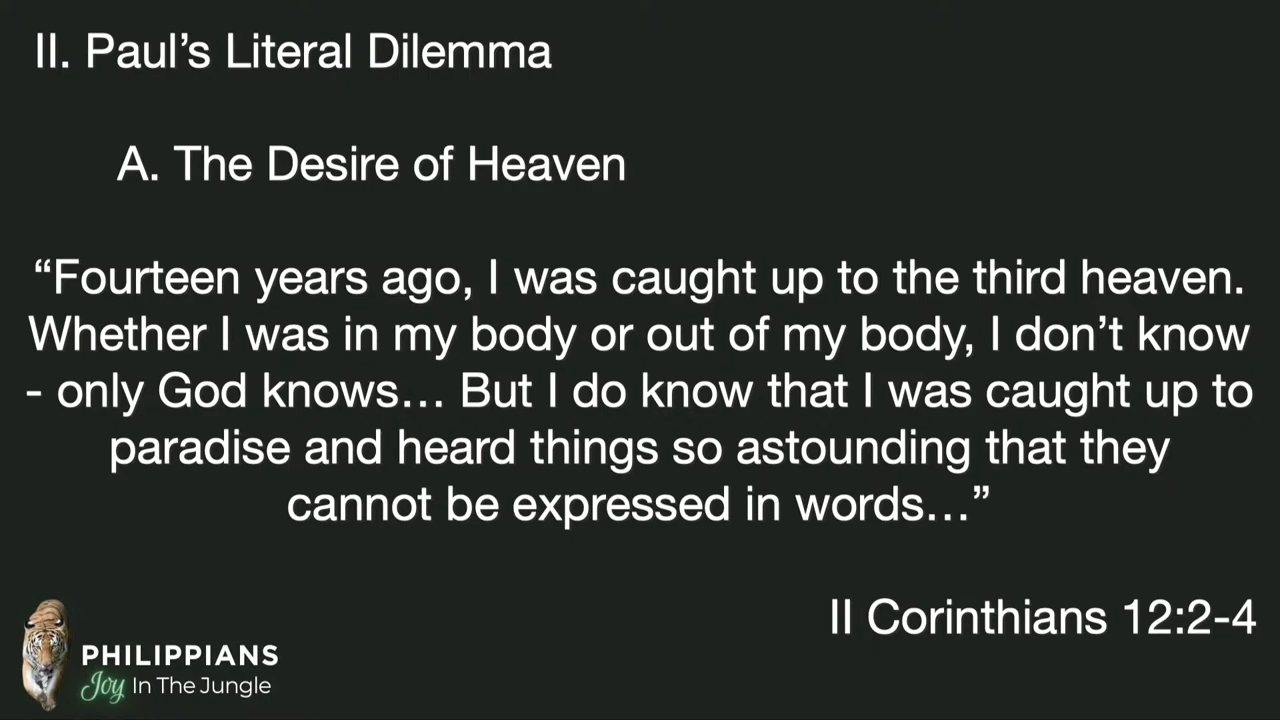 II. Paul’s Literal Dilemma
A. The Desire of Heaven
“Fourteen years ago, I was caught up to the third heaven.
Whether I was in my body or out of my body, I don’t know
- only God knows… But I do know that I was caught up to
paradise and heard things so astounding that they
cannot be expressed in words…”
II Corinthians 12:2-4
PHILIPPIANS
Joy In The Jungle